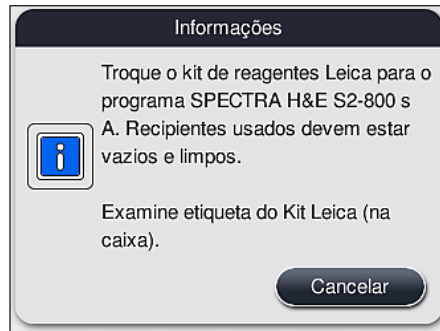 Informações
Troque o kit de reagentes Leica para o
programa SPECTRA H&E S2-800 s
A. Recipientes usados devem estar
vazios e limpos.
Examine etiqueta do Kit Leica (na
caixa).
Cancelar